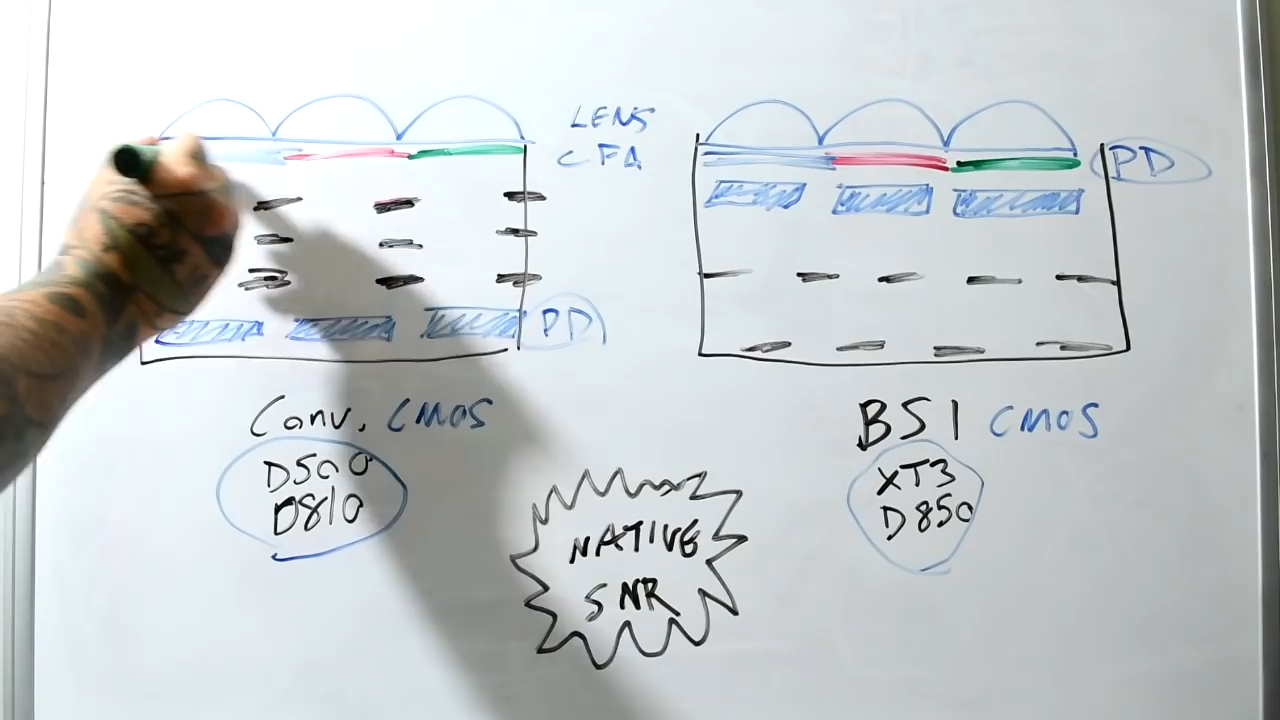 LENS
CFA
PD
PD
Conv. CMOS
D500
D810
BSI CMOS
XT3
D850
NATIVE
SNR